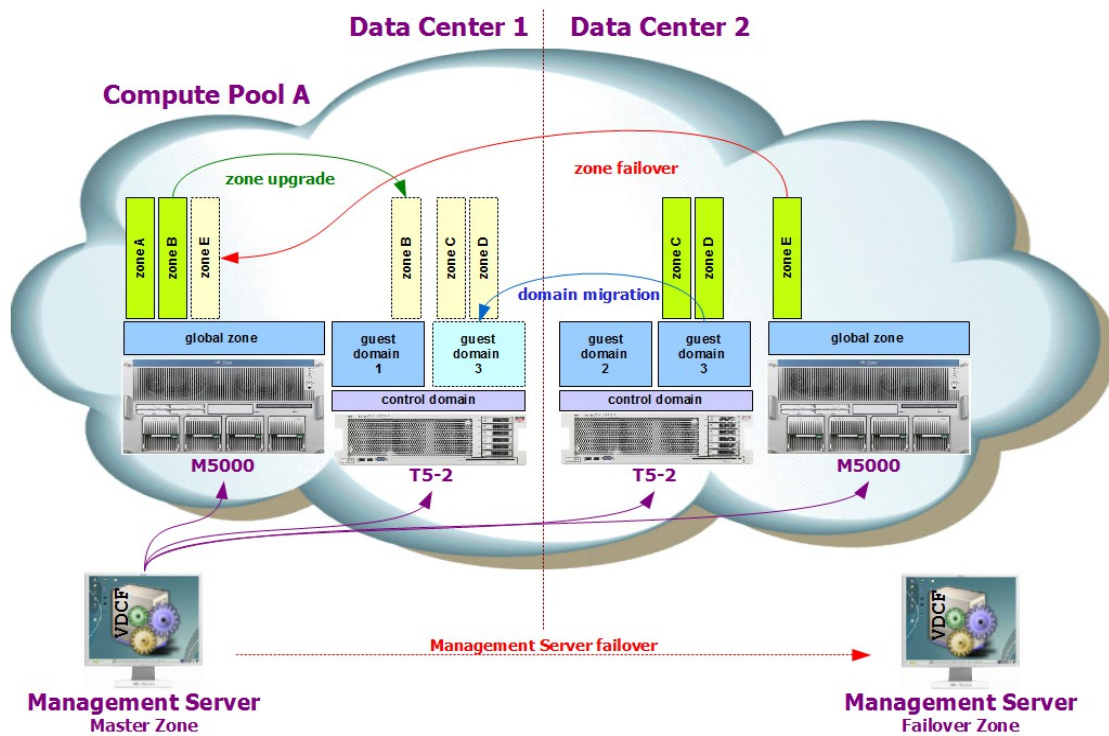 Data Center 1
Data Center 2
Compute Pool A
zone upgrade
zone failover
zone A
zone B
zone E
zone B
zone C
zone D
zone C
zone D
zone E
domain migration
global zone
guest
domain
1
guest
domain
3
guest
domain
2
guest
domain
3
global zone
control domain
control domain
M5000
T5-2
T5-2
M5000
VDCF
VDCF
Management Server failover
Management Server
Master Zone
Management Server
Failover Zone